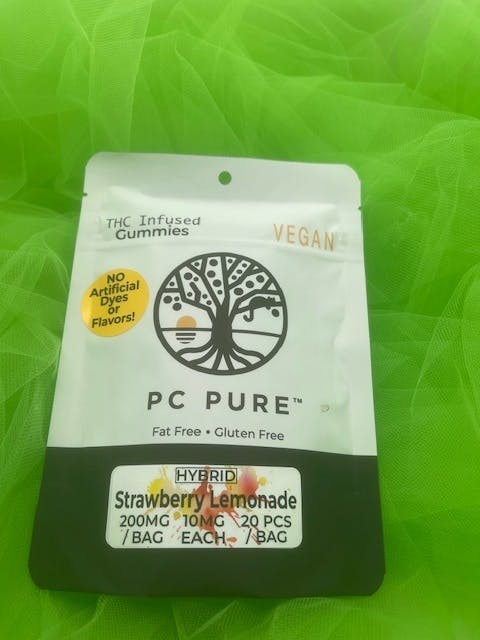 THC Infused
Gummies
VEGAN
NO
Artificial
Dyes
or
Flavors!
PC PURE™
Fat Free • Gluten Free
HYBRID
Strawberry Lemonade
200MG 10MG 20 PCS
/BAG EACH /BAG